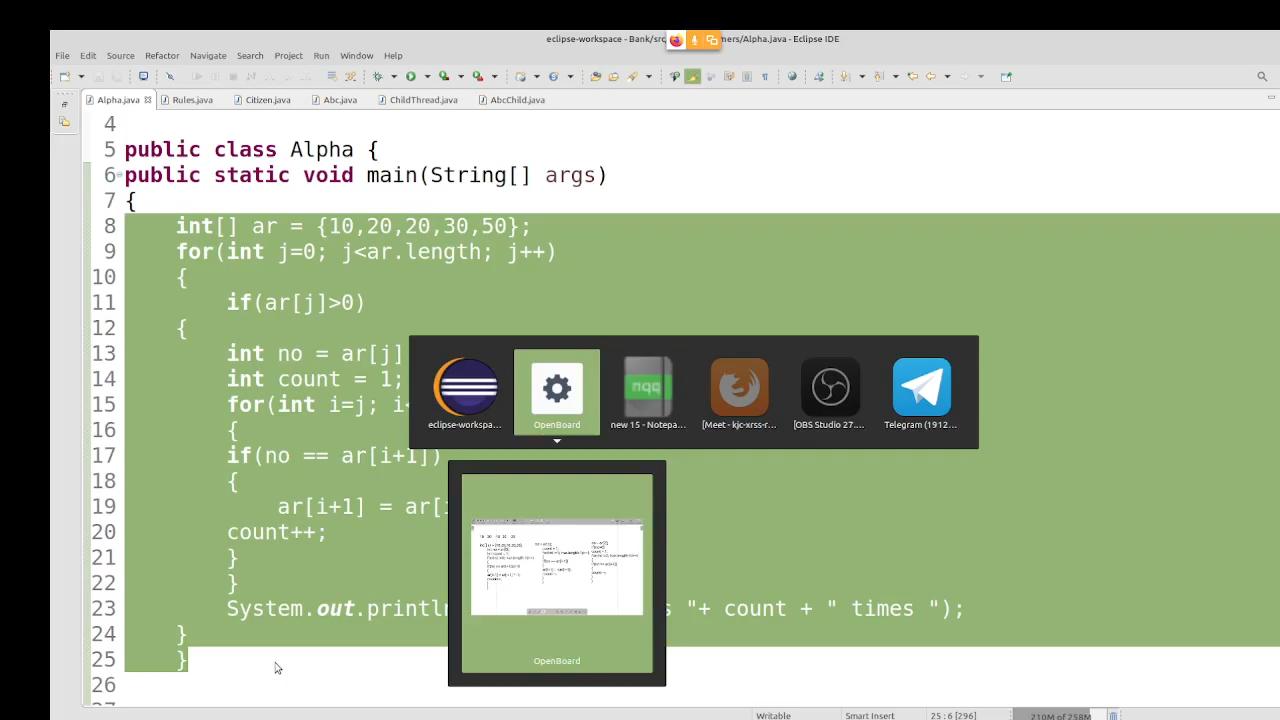 eclipse-workspace - Bank/src
mers/Alpha.java - Eclipse IDE
File Edit Source Refactor Navigate Search Project Run Window Help
Alpha.java Rules.java Citizen.java Abc.java ChildThread.java AbcChild.java
4
5 public class Alpha {
6 public static void main(String[] args)
7 {
8 int[] ar = {10,20,20,30,50};
9 for(int j=0; j<ar.length; j++)
10 {
11 if(ar[j]>0)
12 {
13 int no = ar[j]
14 int count = 1;
15 for(int i=j; i<
16 {
17 if(no == ar[i+1])
18 {
19 ar[i+1] = ar[i
20 count++;
21 }
22 }
23 System.out.println s "+ count + " times ");
24 }
25 }
26
eclipse-workspa... OpenBoard new 15 - Notepa... [Meet - kjc-xrss-r... [OBS Studio 27.... Telegram (1912...
OpenBoard
Writable Smart Insert 25 : 6 [296] 210M of 258M